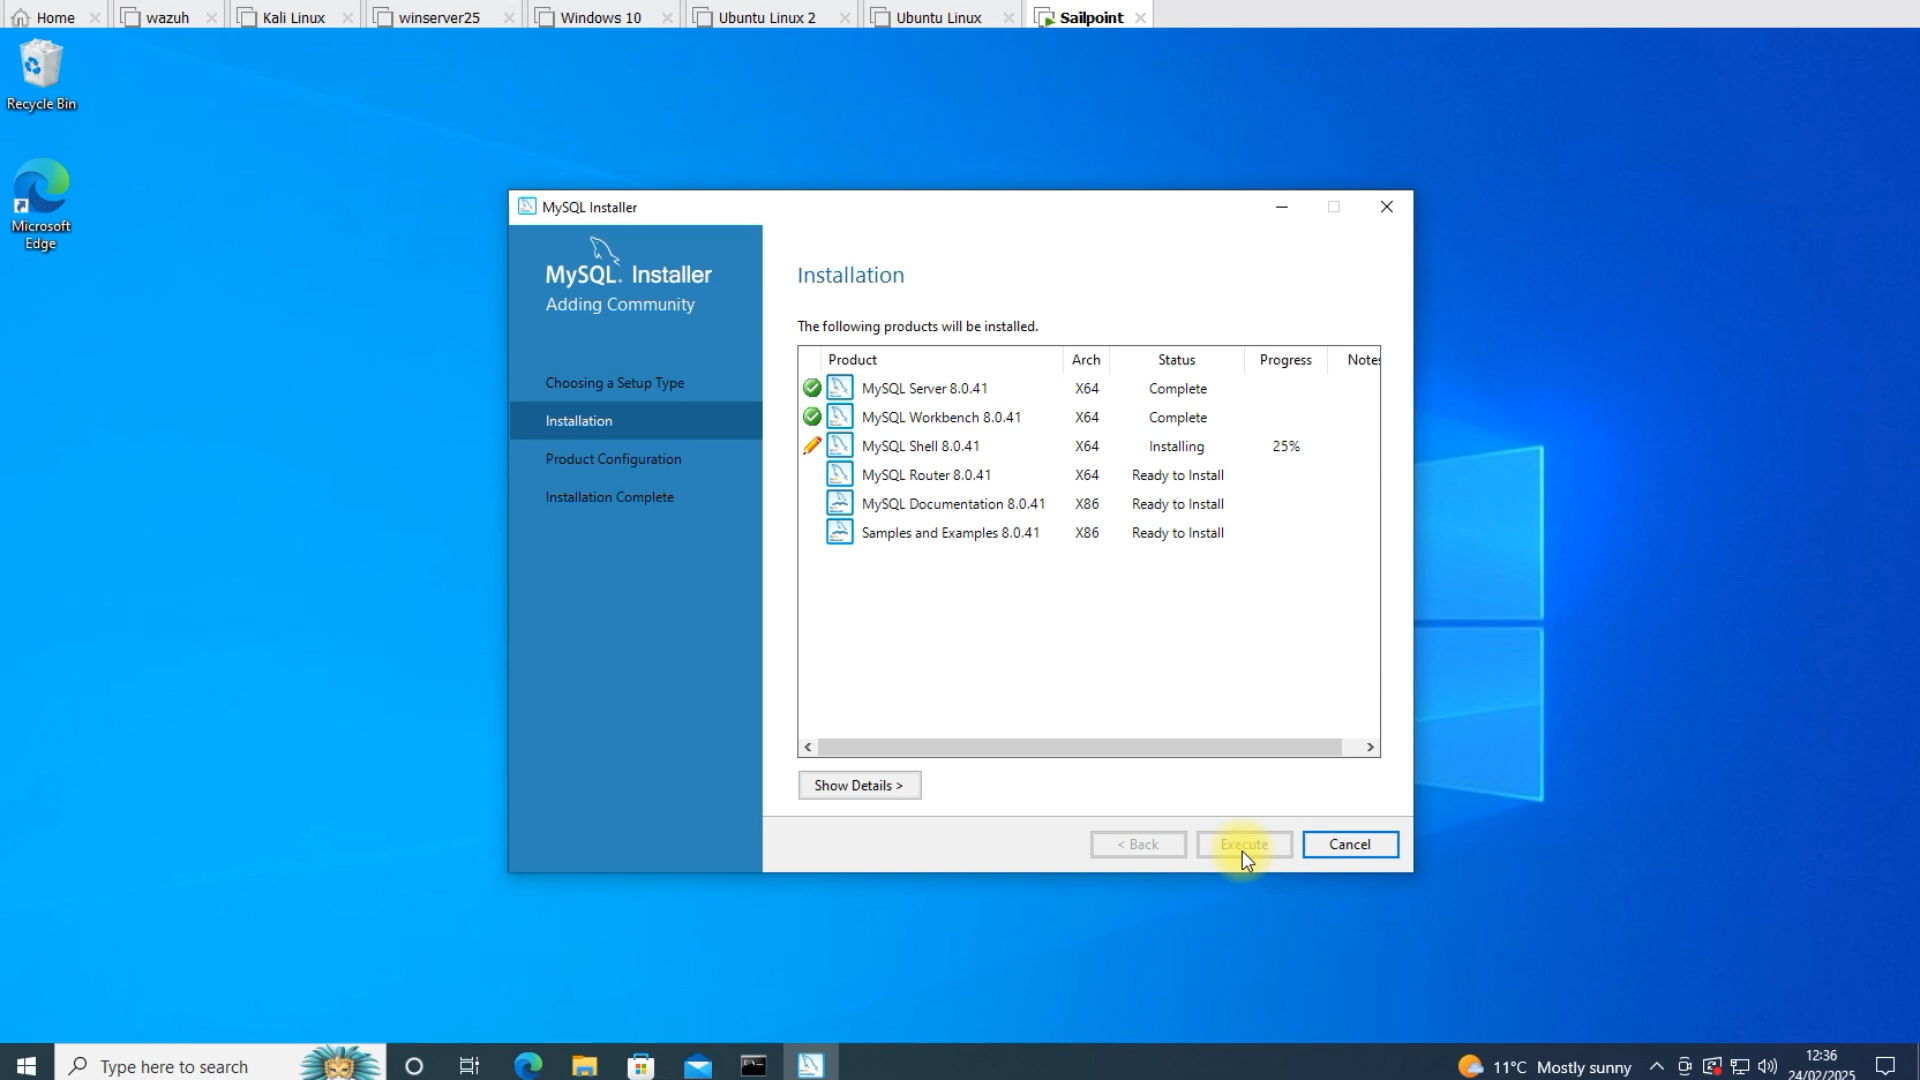 Home
wazuh
Kali Linux
winserver25
Windows 10
Ubuntu Linux 2
Ubuntu Linux
Sailpoint
Recycle Bin
Microsoft
Edge
MySQL Installer
MySQL. Installer
Adding Community
Choosing a Setup Type
Installation
Product Configuration
Installation Complete
Installation
The following products will be installed.
Product Arch Status Progress Notes
MySQL Server 8.0.41 X64 Complete
MySQL Workbench 8.0.41 X64 Complete
MySQL Shell 8.0.41 X64 Installing 25%
MySQL Router 8.0.41 X64 Ready to Install
MySQL Documentation 8.0.41 X86 Ready to Install
Samples and Examples 8.0.41 X86 Ready to Install
Show Details >
< Back
Execute
Cancel
Type here to search
11°C Mostly sunny
12:36
24/02/2025